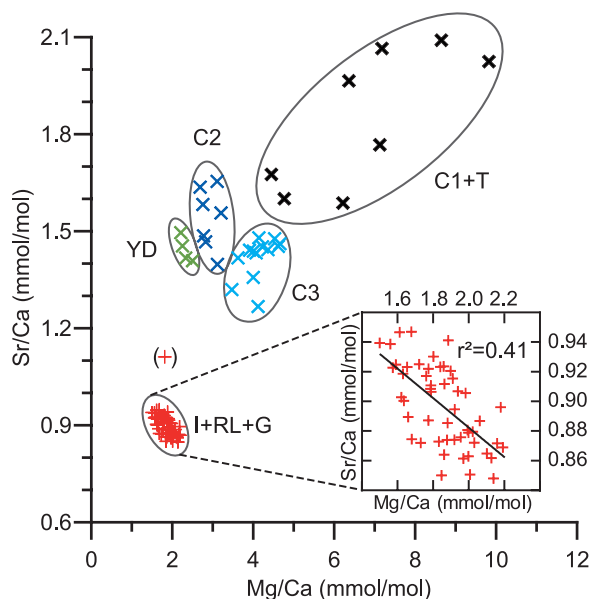 2.1
1.8
1.5
1.2
0.9
0.6
Sr/Ca (mmol/mol)
0
2
4
6
8
10
12
Mg/Ca (mmol/mol)
C2
C1+T
YD
C3
(+)
I+RL+G
1.6 1.8 2.0 2.2
r²=0.41
0.94
0.92
0.90
0.88
0.86
Sr/Ca (mmol/mol)
Mg/Ca (mmol/mol)